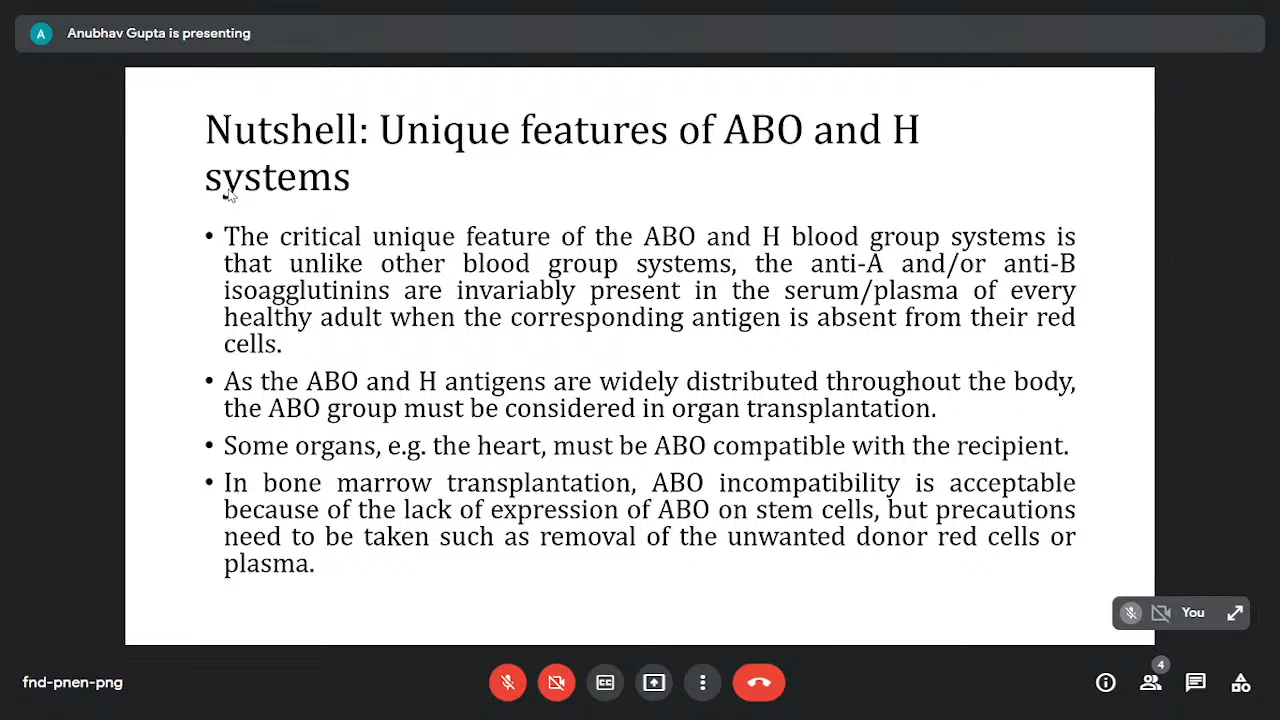 A
Anubhav Gupta is presenting
Nutshell: Unique features of ABO and H
systems
• The critical unique feature of the ABO and H blood group systems is
that unlike other blood group systems, the anti-A and/or anti-B
isoagglutinins are invariably present in the serum/plasma of every
healthy adult when the corresponding antigen is absent from their red
cells.
• As the ABO and H antigens are widely distributed throughout the body,
the ABO group must be considered in organ transplantation.
• Some organs, e.g. the heart, must be ABO compatible with the recipient.
• In bone marrow transplantation, ABO incompatibility is acceptable
because of the lack of expression of ABO on stem cells, but precautions
need to be taken such as removal of the unwanted donor red cells or
plasma.
You
fnd-pnen-png
CC
4